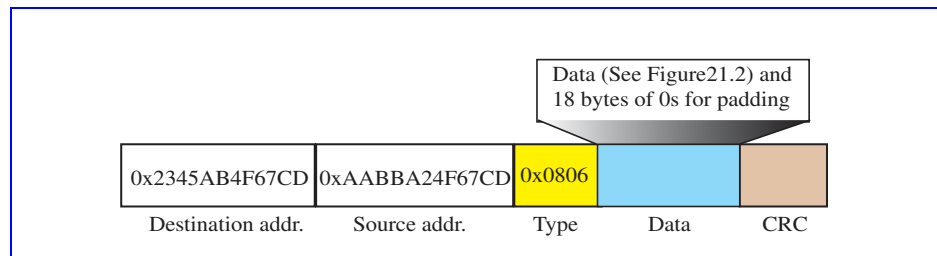 Data (See Figure21.2) and
18 bytes of 0s for padding
0x2345AB4F67CD 0xAABBA24F67CD 0x0806
Destination addr. Source addr. Type Data CRC